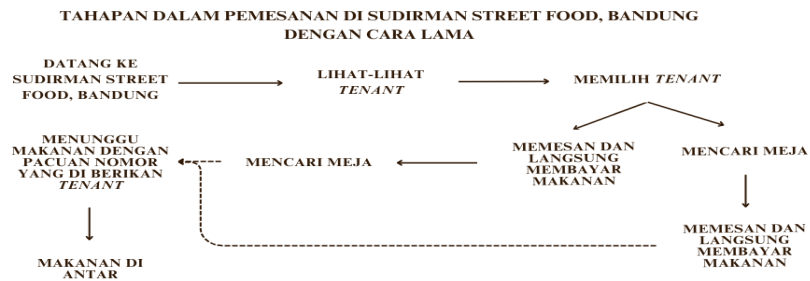 TAHAPAN DALAM PEMESANAN DI SUDIRMAN STREET FOOD, BANDUNG
DENGAN CARA LAMA
DATANG KE
SUDIRMAN STREET
FOOD, BANDUNG
LIHAT-LIHAT
TENANT
MEMILIH TENANT
MEMESAN DAN
LANGSUNG
MEMBAYAR
MAKANAN
MENCARI MEJA
MENCARI MEJA
MEMESAN DAN
LANGSUNG
MEMBAYAR
MAKANAN
MENUNGGU
MAKANAN DENGAN
PACUAN NOMOR
YANG DI BERIKAN
TENANT
MAKANAN DI
ANTAR